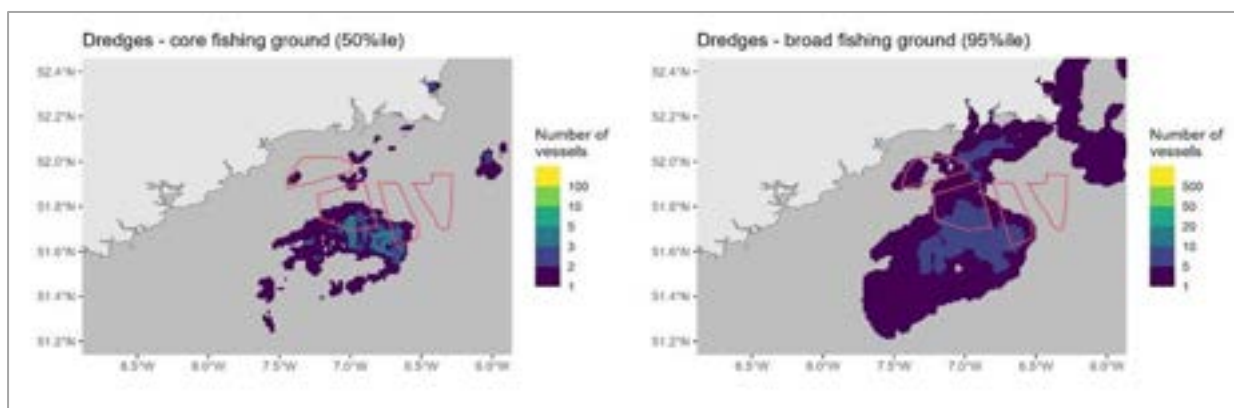 Dredges - core fishing ground (50%ile)
52.4°N
52.2°N
52.0°N
51.8°N
51.6°N
51.4°N
51.2°N
8.5°W 8.0°W 7.5°W 7.0°W 6.5°W 6.0°W
Number of
vessels
100
10
5
3
2
1
Dredges - broad fishing ground (95%ile)
52.4°N
52.2°N
52.0°N
51.8°N
51.6°N
51.4°N
51.2°N
8.5°W 8.0°W 7.5°W 7.0°W 6.5°W 6.0°W
Number of
vessels
500
50
20
10
5
1